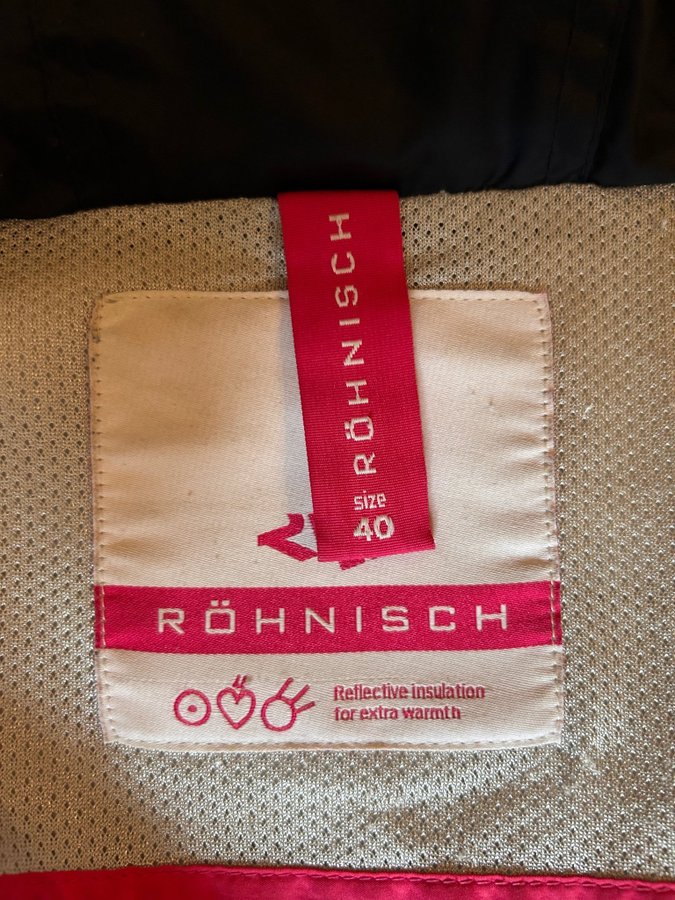 RÖHNISCH
size
40
RÖHNISCH
Reflective insulation
for extra warmth